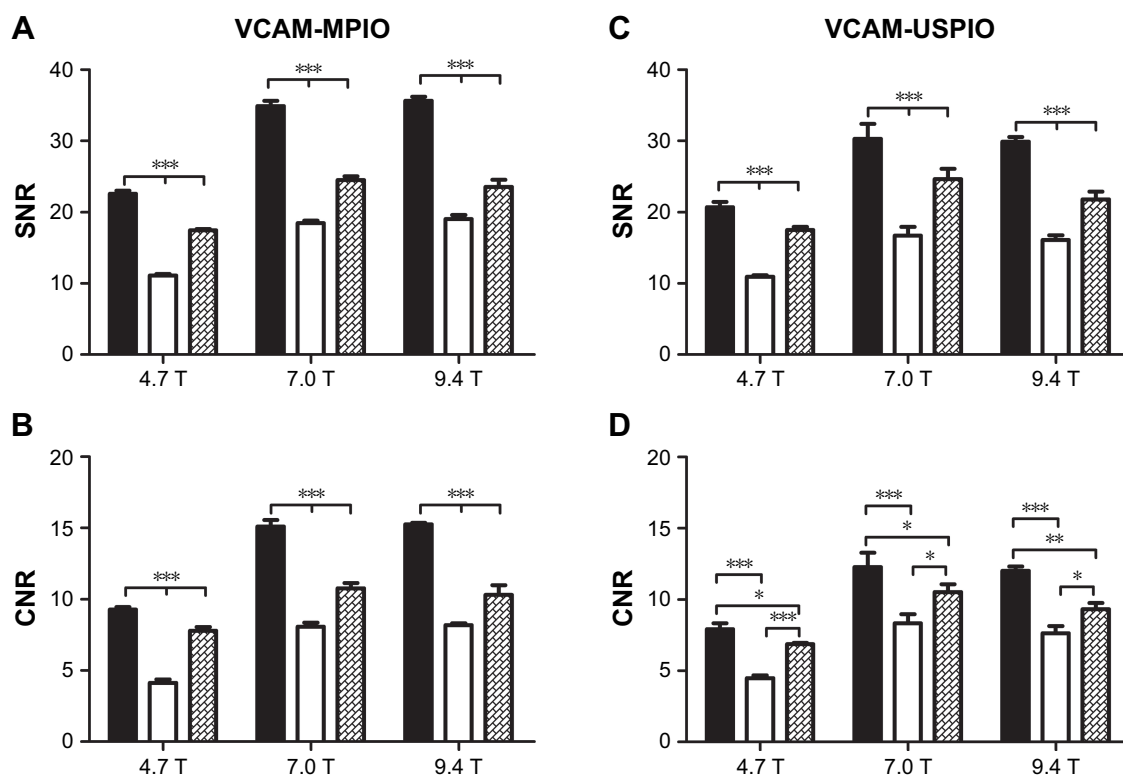 A
VCAM-MPIO
SNR
40
30
20
10
0
***
***
***
4.7 T
7.0 T
9.4 T
C
VCAM-USPIO
SNR
40
30
20
10
0
***
***
***
4.7 T
7.0 T
9.4 T
B
CNR
20
15
10
5
0
***
***
***
4.7 T
7.0 T
9.4 T
D
CNR
20
15
10
5
0
***
*
***
***
*
*
***
**
*
4.7 T
7.0 T
9.4 T